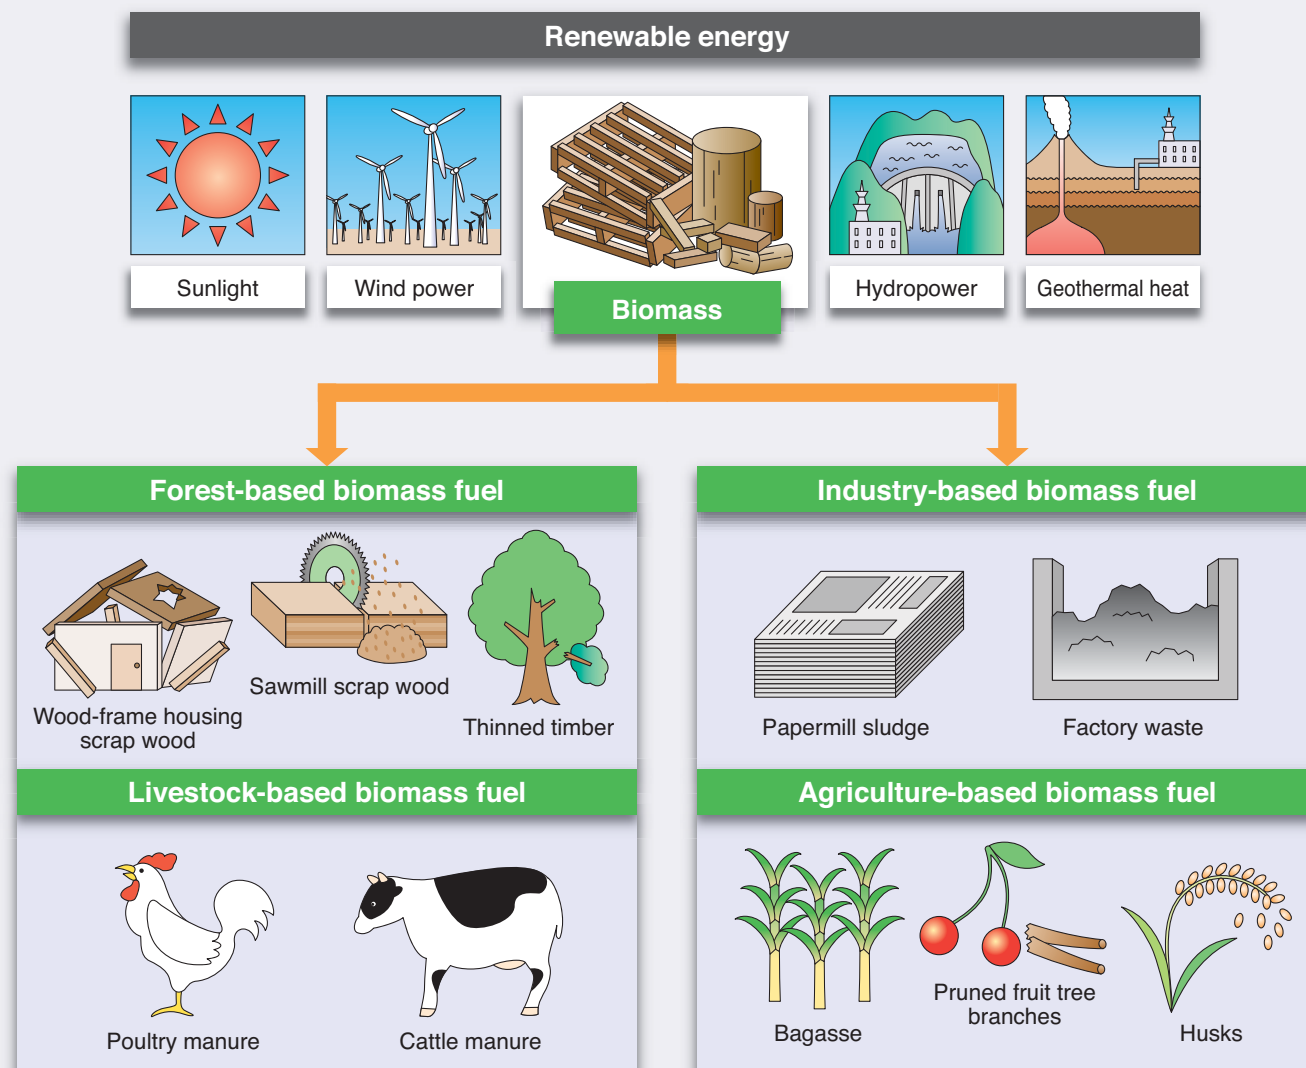 Renewable energy
Sunlight
Wind power
Biomass
Hydropower
Geothermal heat
Forest-based biomass fuel
Wood-frame housing
scrap wood
Sawmill scrap wood
Thinned timber
Industry-based biomass fuel
Papermill sludge
Factory waste
Livestock-based biomass fuel
Poultry manure
Cattle manure
Agriculture-based biomass fuel
Bagasse
Pruned fruit tree
branches
Husks